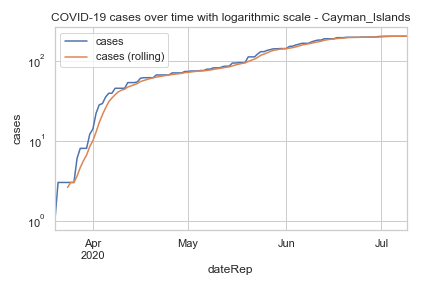 COVID-19 cases over time with logarithmic scale - Cayman_Islands
cases
cases (rolling)
10²
10¹
10⁰
cases
Apr
2020
May
Jun
Jul
dateRep